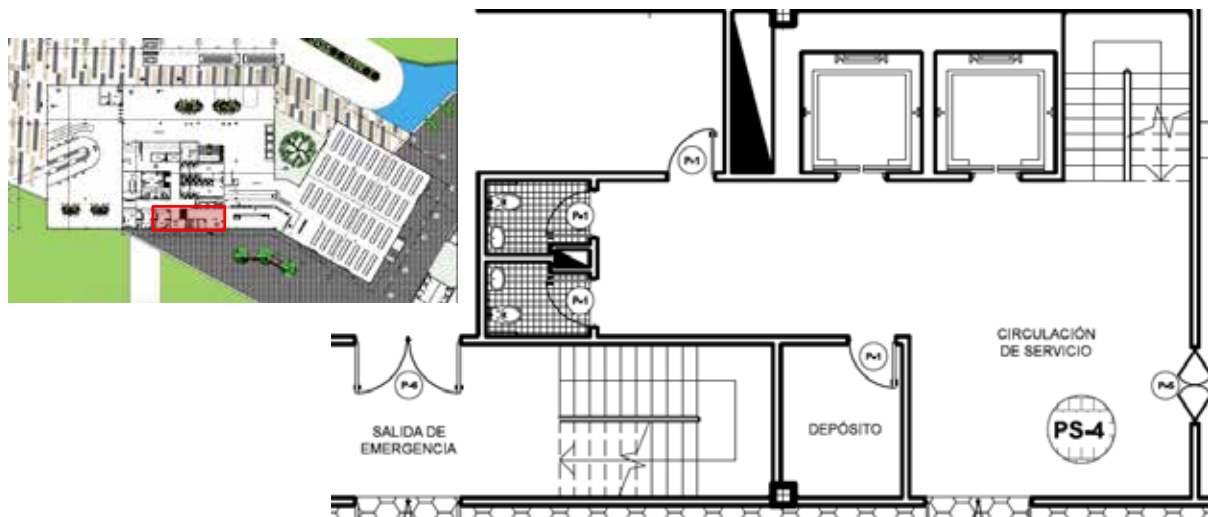 P-1
P-1
P-1
CIRCULACIÓN
DE SERVICIO
P-1
P-6
P-5
SALIDA DE
EMERGENCIA
DEPÓSITO
PS-4